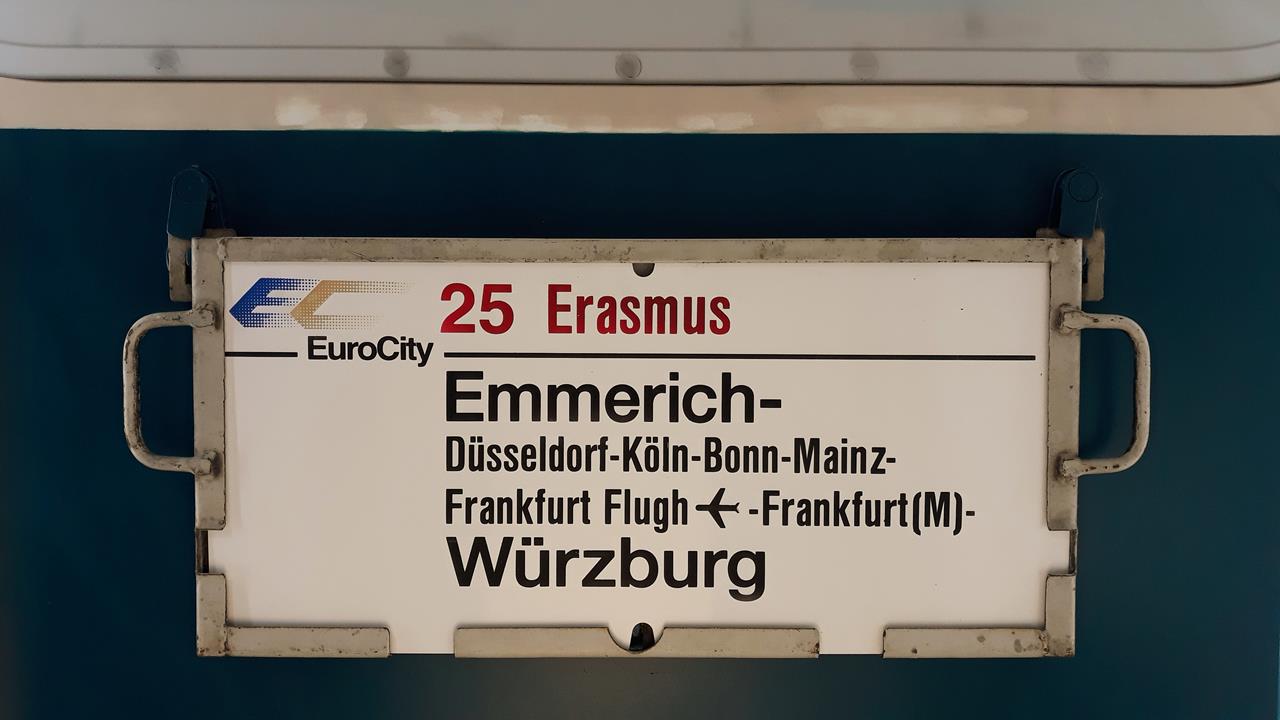 EC 25 Erasmus
EuroCity
Emmerich-
Düsseldorf-Köln-Bonn-Mainz-
Frankfurt Flugh ✈ -Frankfurt(M)-
Würzburg